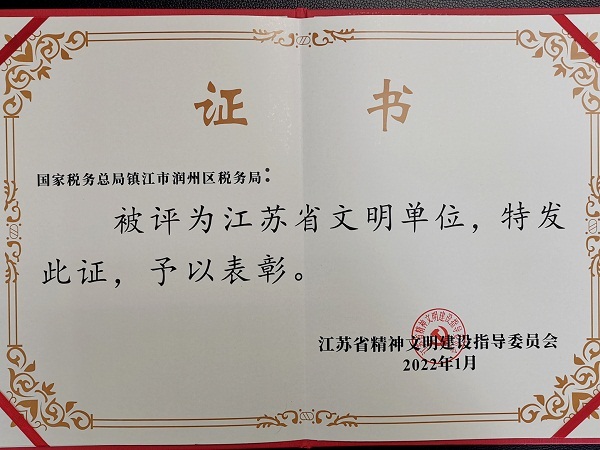 证 书
国家税务总局镇江市润州区税务局：
被评为江苏省文明单位，特发
此证，予以表彰。
江苏省精神文明建设指导委员会
2022年1月